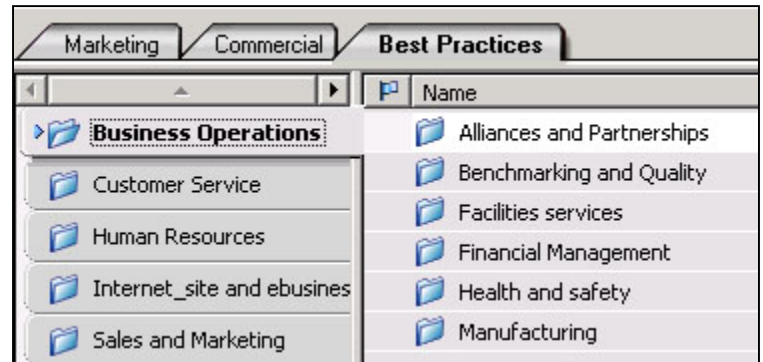 Marketing Commercial Best Practices
Name
Business Operations
Customer Service
Human Resources
Internet_site and ebusines
Sales and Marketing
Alliances and Partnerships
Benchmarking and Quality
Facilities services
Financial Management
Health and safety
Manufacturing